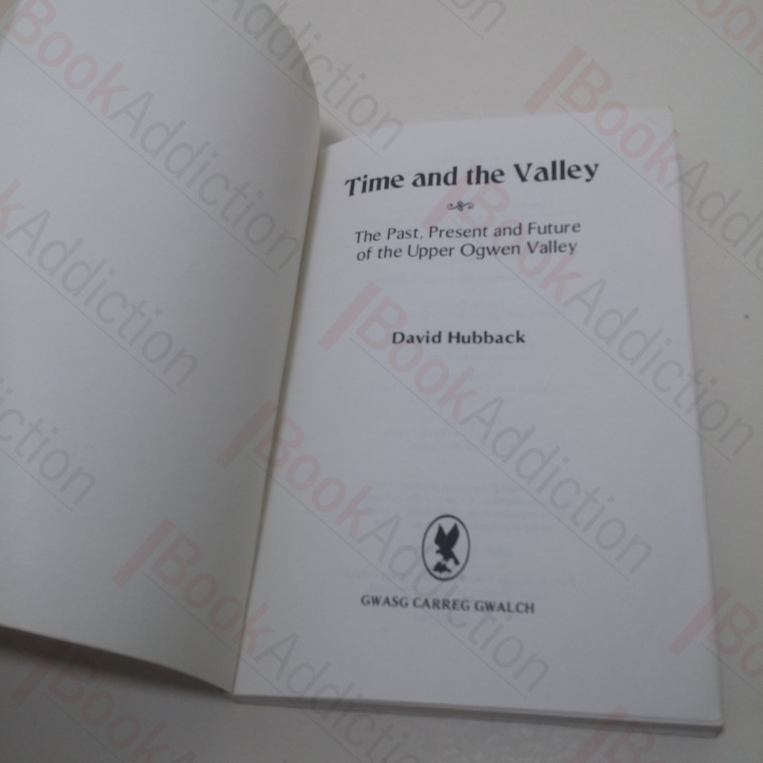 Time and the Valley
The Past, Present and Future
of the Upper Ogwen Valley
David Hubback
GWASG CARREG GWALCH
BookAddiction